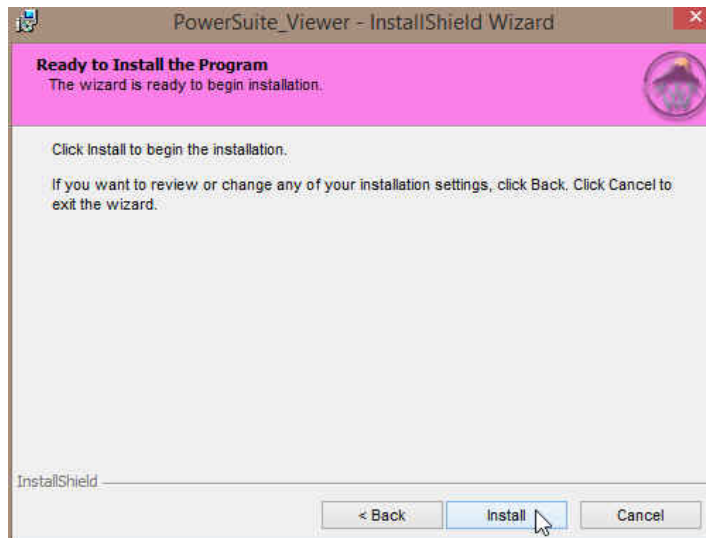 PowerSuite_Viewer - InstallShield Wizard
Ready to Install the Program
The wizard is ready to begin installation.
Click Install to begin the installation.
If you want to review or change any of your installation settings, click Back. Click Cancel to
exit the wizard.
InstallShield
< Back Install Cancel